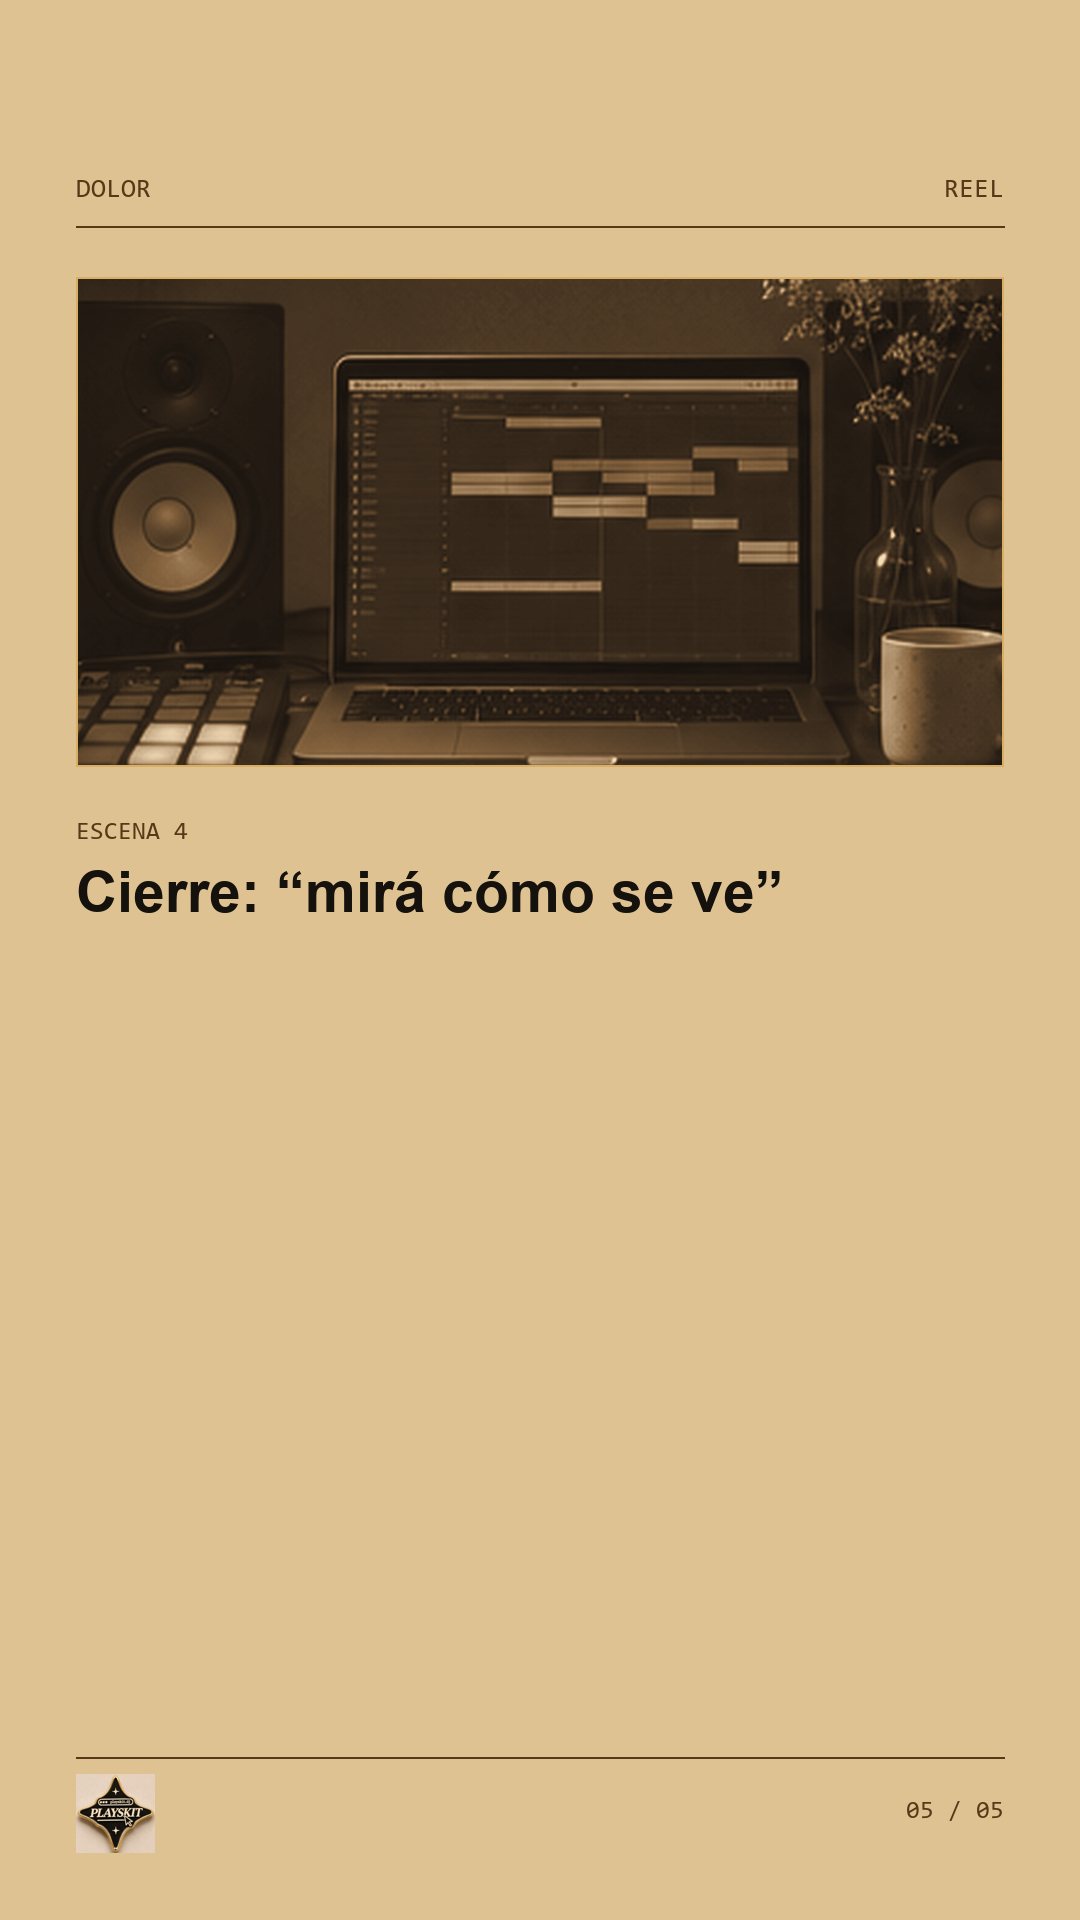 DOLOR
REEL
ESCENA 4
Cierre: “mirá cómo se ve”
PLAYSKIT
05 / 05